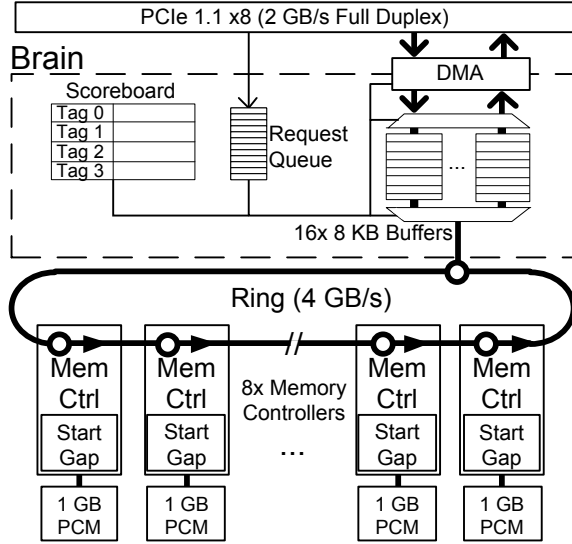 PCIe 1.1 x8 (2 GB/s Full Duplex)
Brain
DMA
Scoreboard
Tag 0
Tag 1
Tag 2
Tag 3
Request
Queue
...
16x 8 KB Buffers
Ring (4 GB/s)
Mem
Ctrl
Start
Gap
1 GB
PCM
Mem
Ctrl
Start
Gap
1 GB
PCM
8x Memory
Controllers
...
Mem
Ctrl
Start
Gap
1 GB
PCM
Mem
Ctrl
Start
Gap
1 GB
PCM